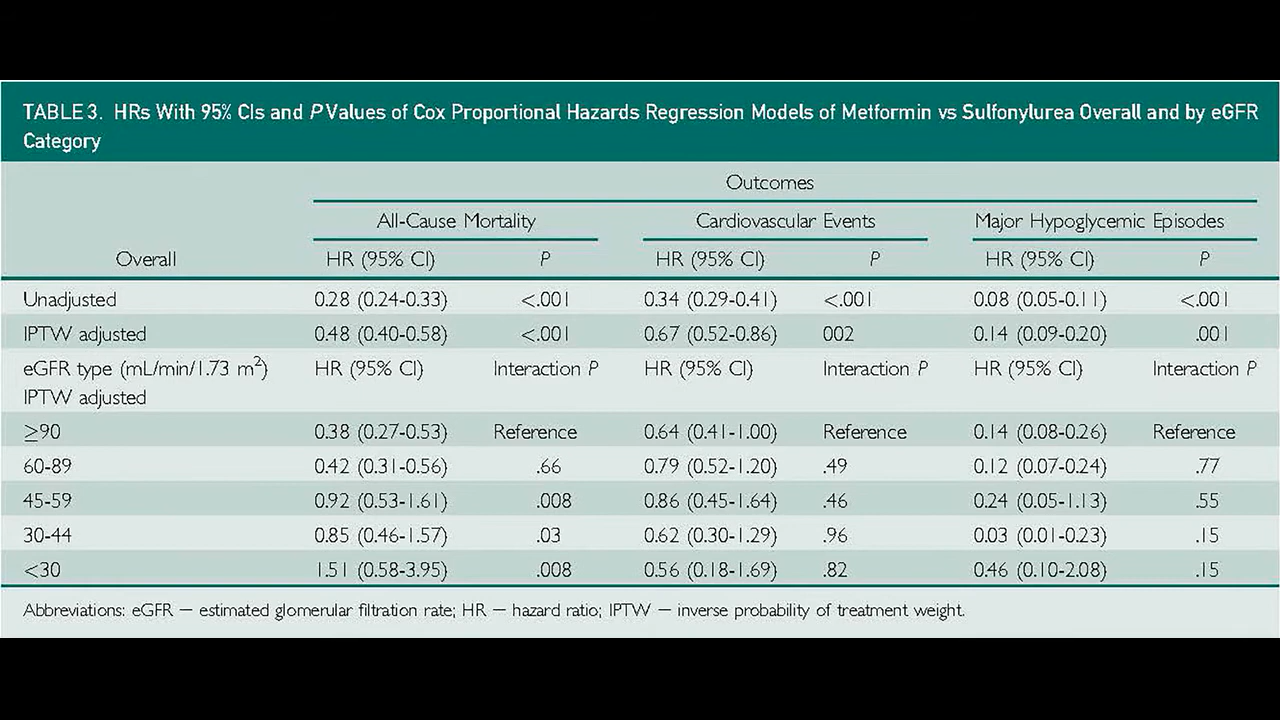 TABLE 3. HRs With 95% CIs and P Values of Cox Proportional Hazards Regression Models of Metformin vs Sulfonylurea Overall and by eGFR
Category
Outcomes
All-Cause Mortality Cardiovascular Events Major Hypoglycemic Episodes
Overall HR (95% CI) P HR (95% CI) P HR (95% CI) P
Unadjusted 0.28 (0.24-0.33) <.001 0.34 (0.29-0.41) <.001 0.08 (0.05-0.11) <.001
IPTW adjusted 0.48 (0.40-0.58) <.001 0.67 (0.52-0.86) 002 0.14 (0.09-0.20) .001
eGFR type (mL/min/1.73 m²) HR (95% CI) Interaction P HR (95% CI) Interaction P HR (95% CI) Interaction P
IPTW adjusted
≥90 0.38 (0.27-0.53) Reference 0.64 (0.41-1.00) Reference 0.14 (0.08-0.26) Reference
60-89 0.42 (0.31-0.56) .66 0.79 (0.52-1.20) .49 0.12 (0.07-0.24) .77
45-59 0.92 (0.53-1.61) .008 0.86 (0.45-1.64) .46 0.24 (0.05-1.13) .55
30-44 0.85 (0.46-1.57) .03 0.62 (0.30-1.29) .96 0.03 (0.01-0.23) .15
<30 1.51 (0.58-3.95) .008 0.56 (0.18-1.69) .82 0.46 (0.10-2.08) .15
Abbreviations: eGFR = estimated glomerular filtration rate; HR = hazard ratio; IPTW = inverse probability of treatment weight.